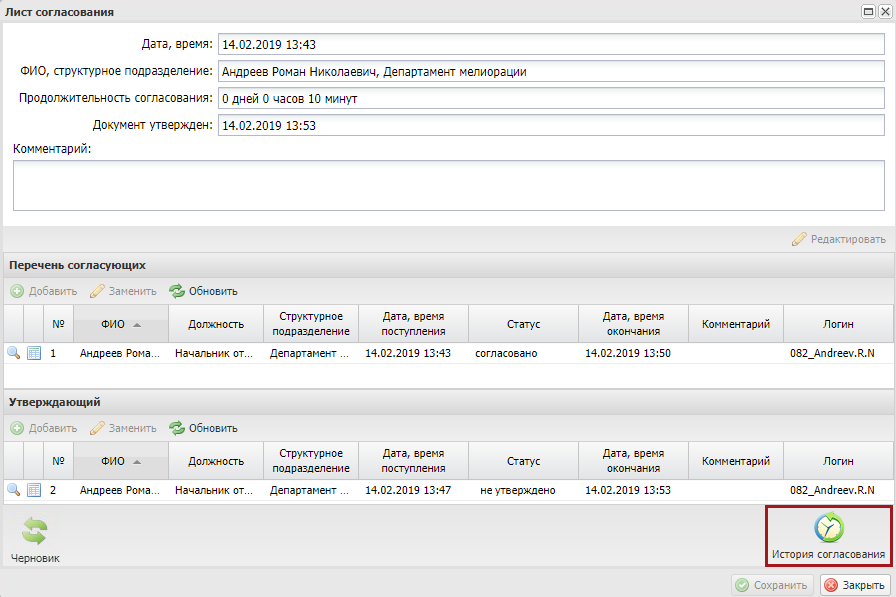 Лист согласования
Дата, время: 14.02.2019 13:43
ФИО, структурное подразделение: Андреев Роман Николаевич, Департамент мелиорации
Продолжительность согласования: 0 дней 0 часов 10 минут
Документ утвержден: 14.02.2019 13:53
Комментарий:
Редактировать
Перечень согласующих
Добавить Заменить Обновить
№ ФИО Должность Структурное подразделение Дата, время поступления Статус Дата, время окончания Комментарий Логин
1 Андреев Рома... Начальник от... Департамент ... 14.02.2019 13:43 согласовано 14.02.2019 13:50 082_Andreev.R.N
Утверждающий
Добавить Заменить Обновить
№ ФИО Должность Структурное подразделение Дата, время поступления Статус Дата, время окончания Комментарий Логин
2 Андреев Рома... Начальник от... Департамент ... 14.02.2019 13:47 не утверждено 14.02.2019 13:53 082_Andreev.R.N
Черновик История согласования
Сохранить Закрыть